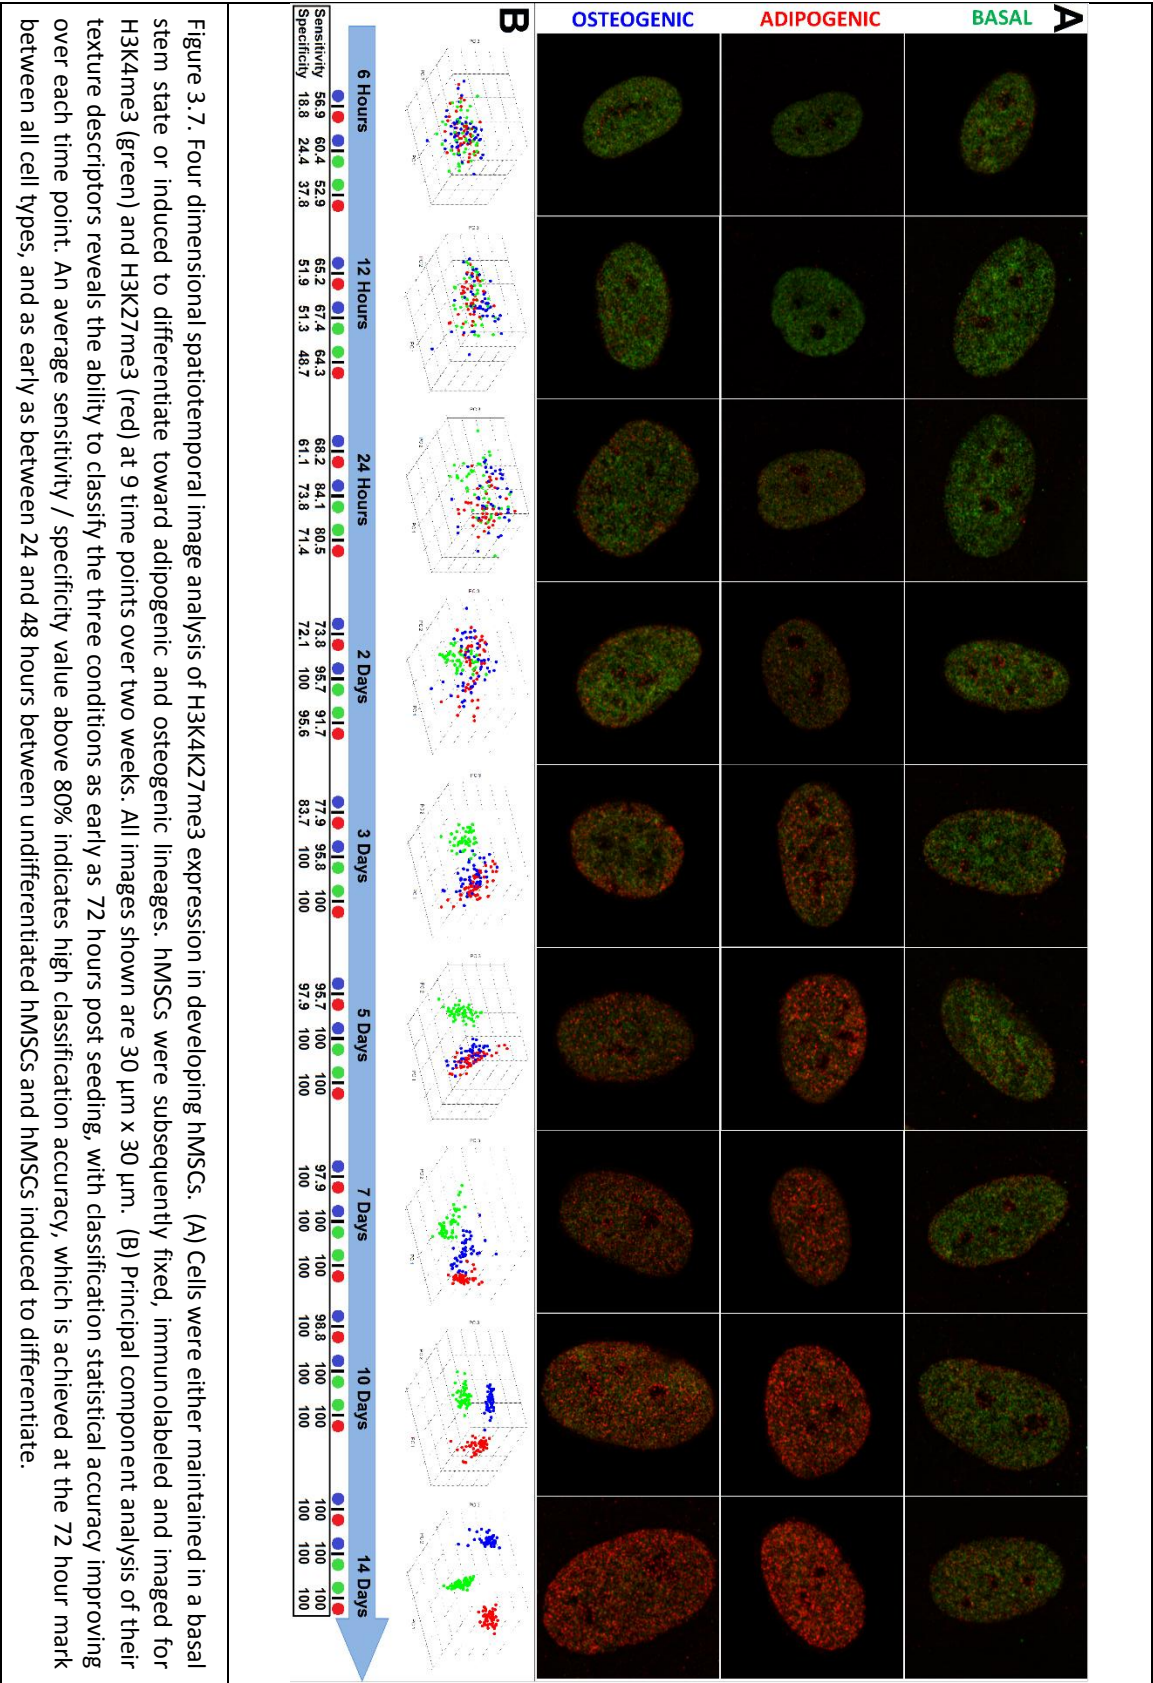 A
BASAL
ADIPOGENIC
OSTEOGENIC
B
6 Hours
12 Hours
24 Hours
2 Days
3 Days
5 Days
7 Days
10 Days
14 Days
Sensitivity 56.9 60.4 52.9 65.2 67.4 64.3 68.2 84.1 80.5 73.8 95.7 91.7 77.9 95.8 100 95.7 100 100 97.9 100 100 98.8 100 100 100 100 100
Specificity 18.8 24.4 37.8 51.9 51.3 48.7 61.1 73.8 71.4 72.1 100 95.6 83.7 100 100 97.9 100 100 100 100 100 100 100 100 100 100 100
Figure 3.7. Four dimensional spatiotemporal image analysis of H3K4K27me3 expression in developing hMSCs. (A) Cells were either maintained in a basal
stem state or induced to differentiate toward adipogenic and osteogenic lineages. hMSCs were subsequently fixed, immunolabeled and imaged for
H3K4me3 (green) and H3K27me3 (red) at 9 time points over two weeks. All images shown are 30 µm x 30 µm. (B) Principal component analysis of their
texture descriptors reveals the ability to classify the three conditions as early as 72 hours post seeding, with classification statistical accuracy improving
over each time point. An average sensitivity / specificity value above 80% indicates high classification accuracy, which is achieved at the 72 hour mark
between all cell types, and as early as between 24 and 48 hours between undifferentiated hMSCs and hMSCs induced to differentiate.